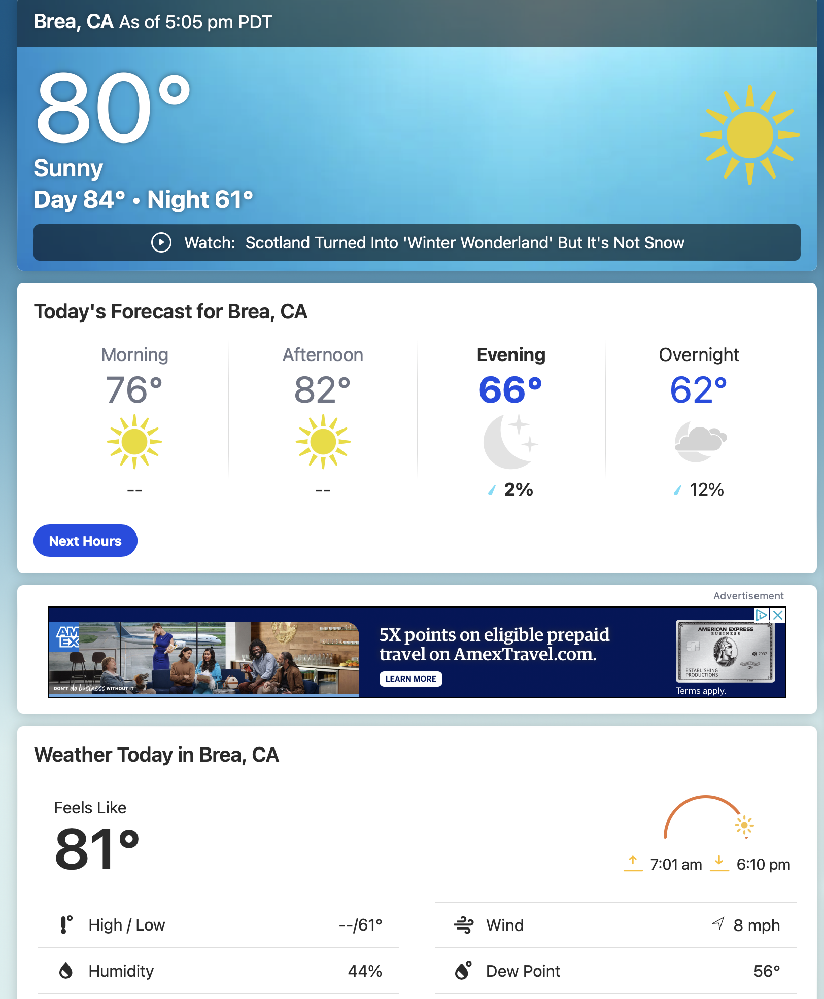 Brea, CA As of 5:05 pm PDT
80°
Sunny
Day 84° • Night 61°
Watch: Scotland Turned Into 'Winter Wonderland' But It's Not Snow
Today's Forecast for Brea, CA
Morning
76°
--
Afternoon
82°
--
Evening
66°
2%
Overnight
62°
12%
Next Hours
Advertisement
AM
EX
DON'T do business WITHOUT IT
5X points on eligible prepaid
travel on AmexTravel.com.
LEARN MORE
AMERICAN EXPRESS
BUSINESS
7997
09
ESTABLISHING
PRODUCTIONS
Terms apply.
Weather Today in Brea, CA
Feels Like
81°
7:01 am
6:10 pm
High / Low
--/61°
Wind
8 mph
Humidity
44%
Dew Point
56°